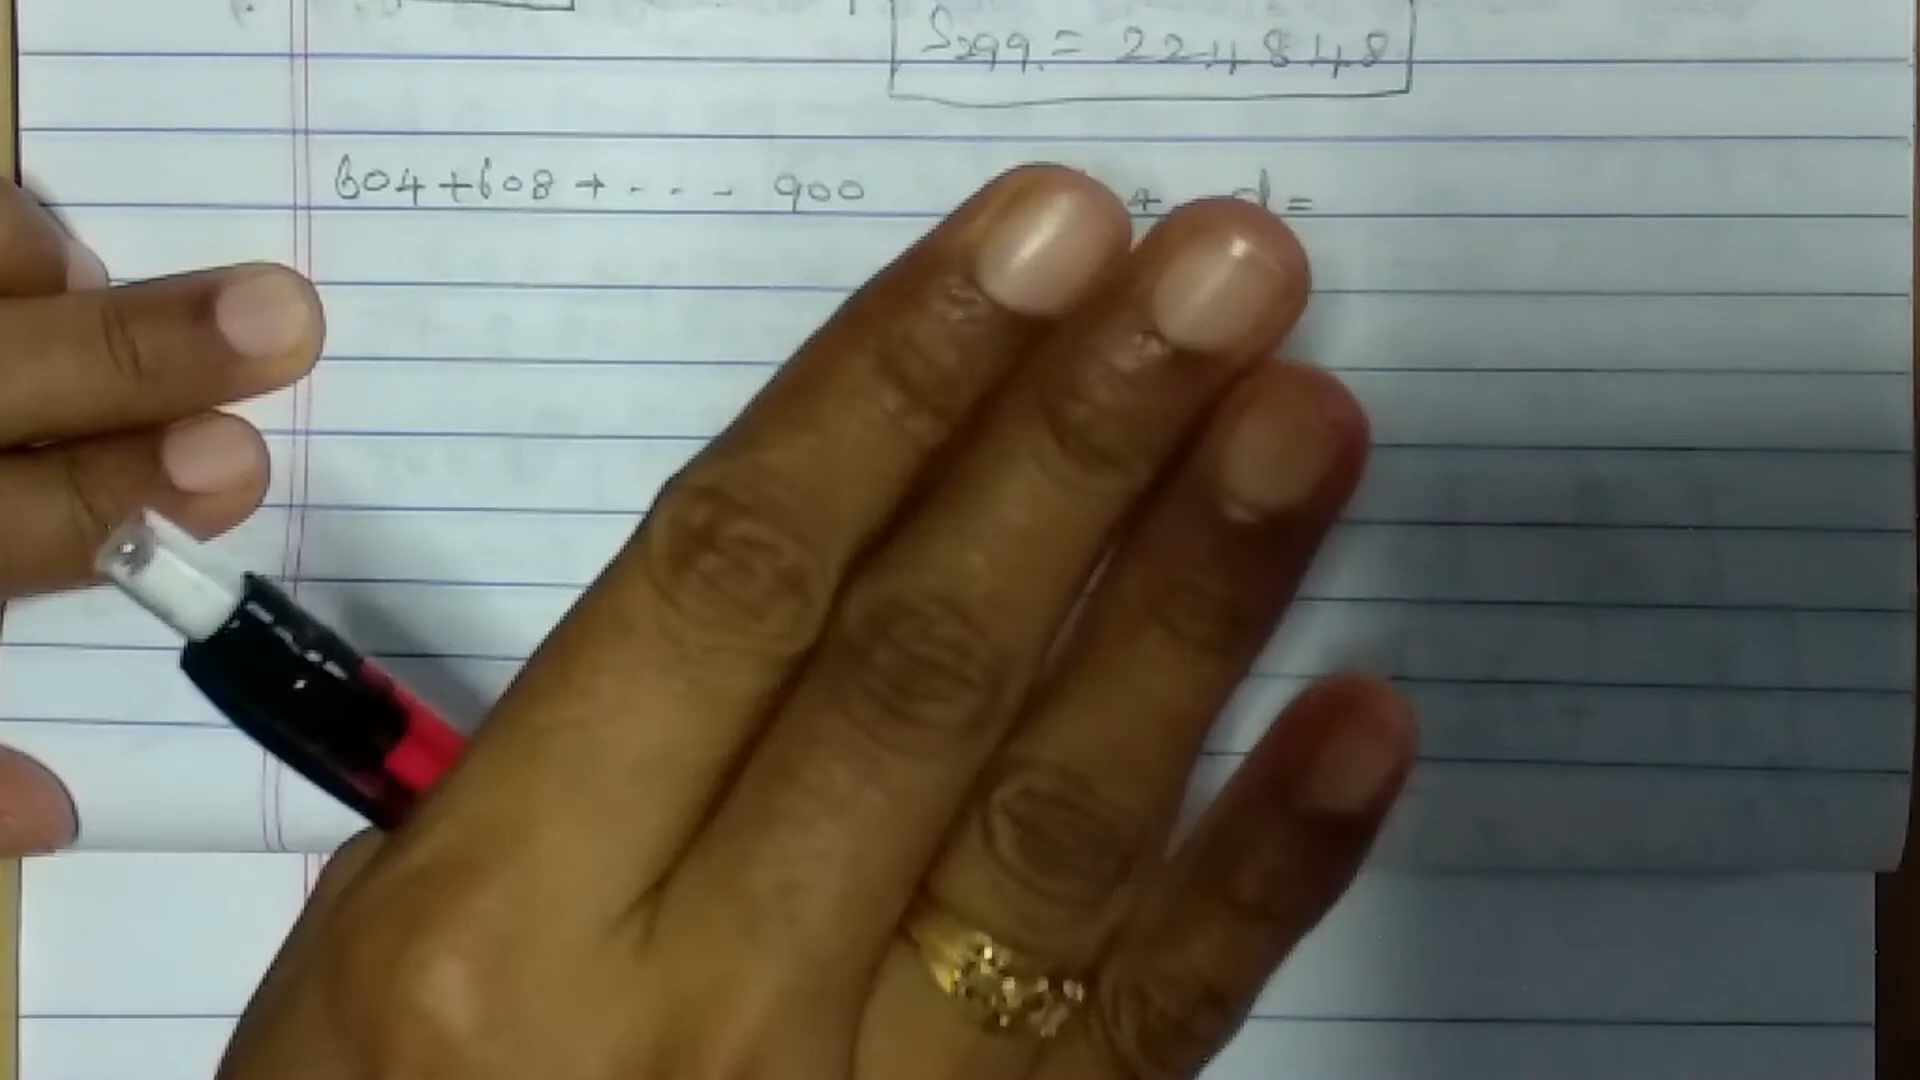 S299. = 224848
604+608+ . . . . 900 d =